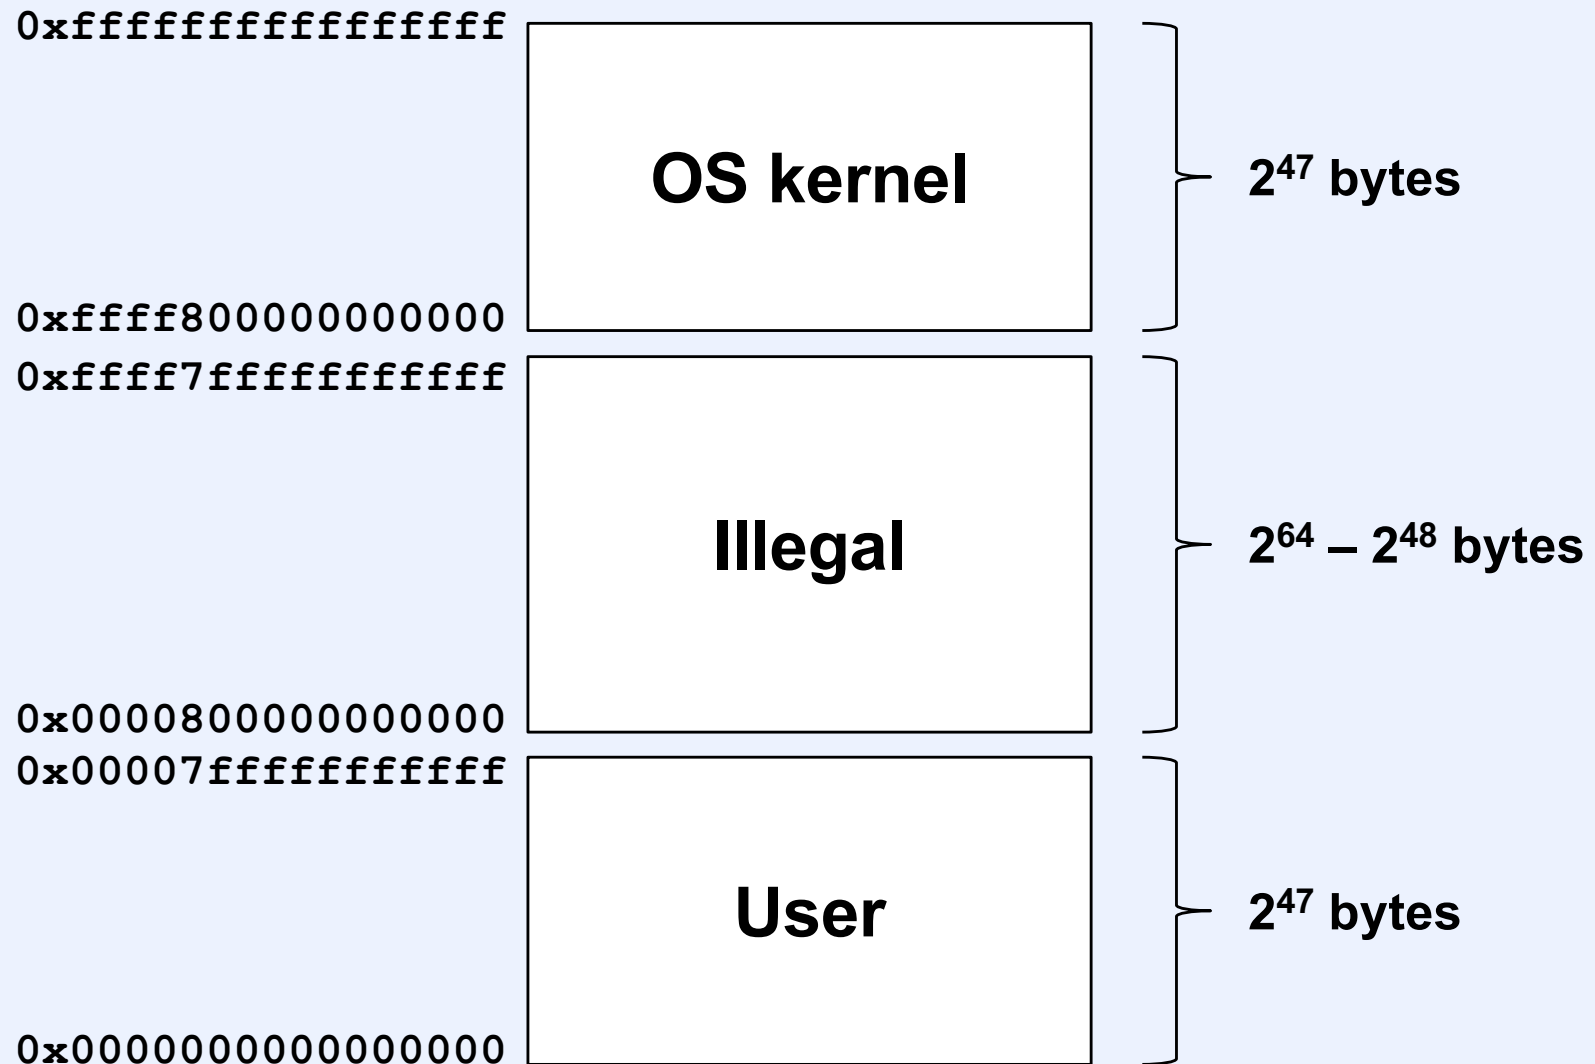 0xffffffffffffffff
OS kernel
2⁴⁷ bytes
0xffff800000000000
0xffff7fffffffffff
Illegal
2⁶⁴ – 2⁴⁸ bytes
0x0000800000000000
0x00007fffffffffff
User
2⁴⁷ bytes
0x0000000000000000